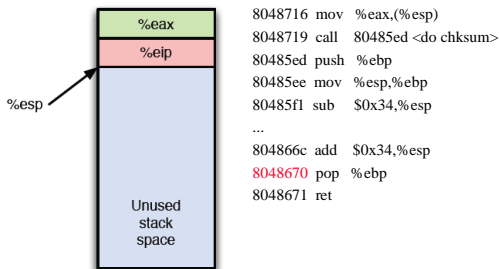 %eax
%eip
%esp
Unused
stack
space
8048716 mov %eax,(%esp)
8048719 call 80485ed <do chksum>
80485ed push %ebp
80485ee mov %esp,%ebp
80485f1 sub $0x34,%esp
...
804866c add $0x34,%esp
8048670 pop %ebp
8048671 ret